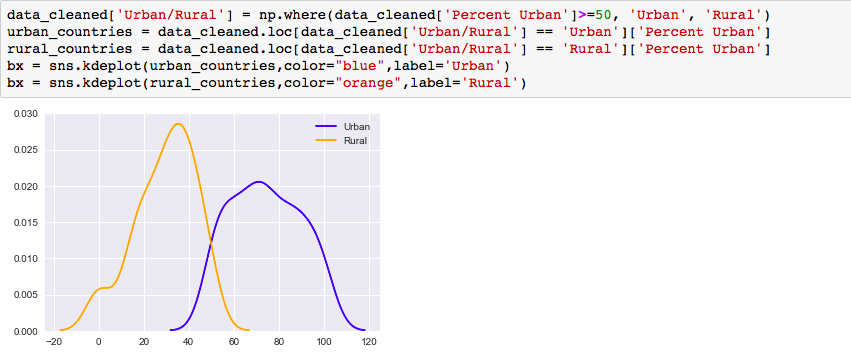 data_cleaned['Urban/Rural'] = np.where(data_cleaned['Percent Urban']>=50, 'Urban', 'Rural')
urban_countries = data_cleaned.loc[data_cleaned['Urban/Rural'] == 'Urban']['Percent Urban']
rural_countries = data_cleaned.loc[data_cleaned['Urban/Rural'] == 'Rural']['Percent Urban']
bx = sns.kdeplot(urban_countries,color="blue",label='Urban')
bx = sns.kdeplot(rural_countries,color="orange",label='Rural')
Urban
Rural
0.030
0.025
0.020
0.015
0.010
0.005
0.000
−20 0 20 40 60 80 100 120